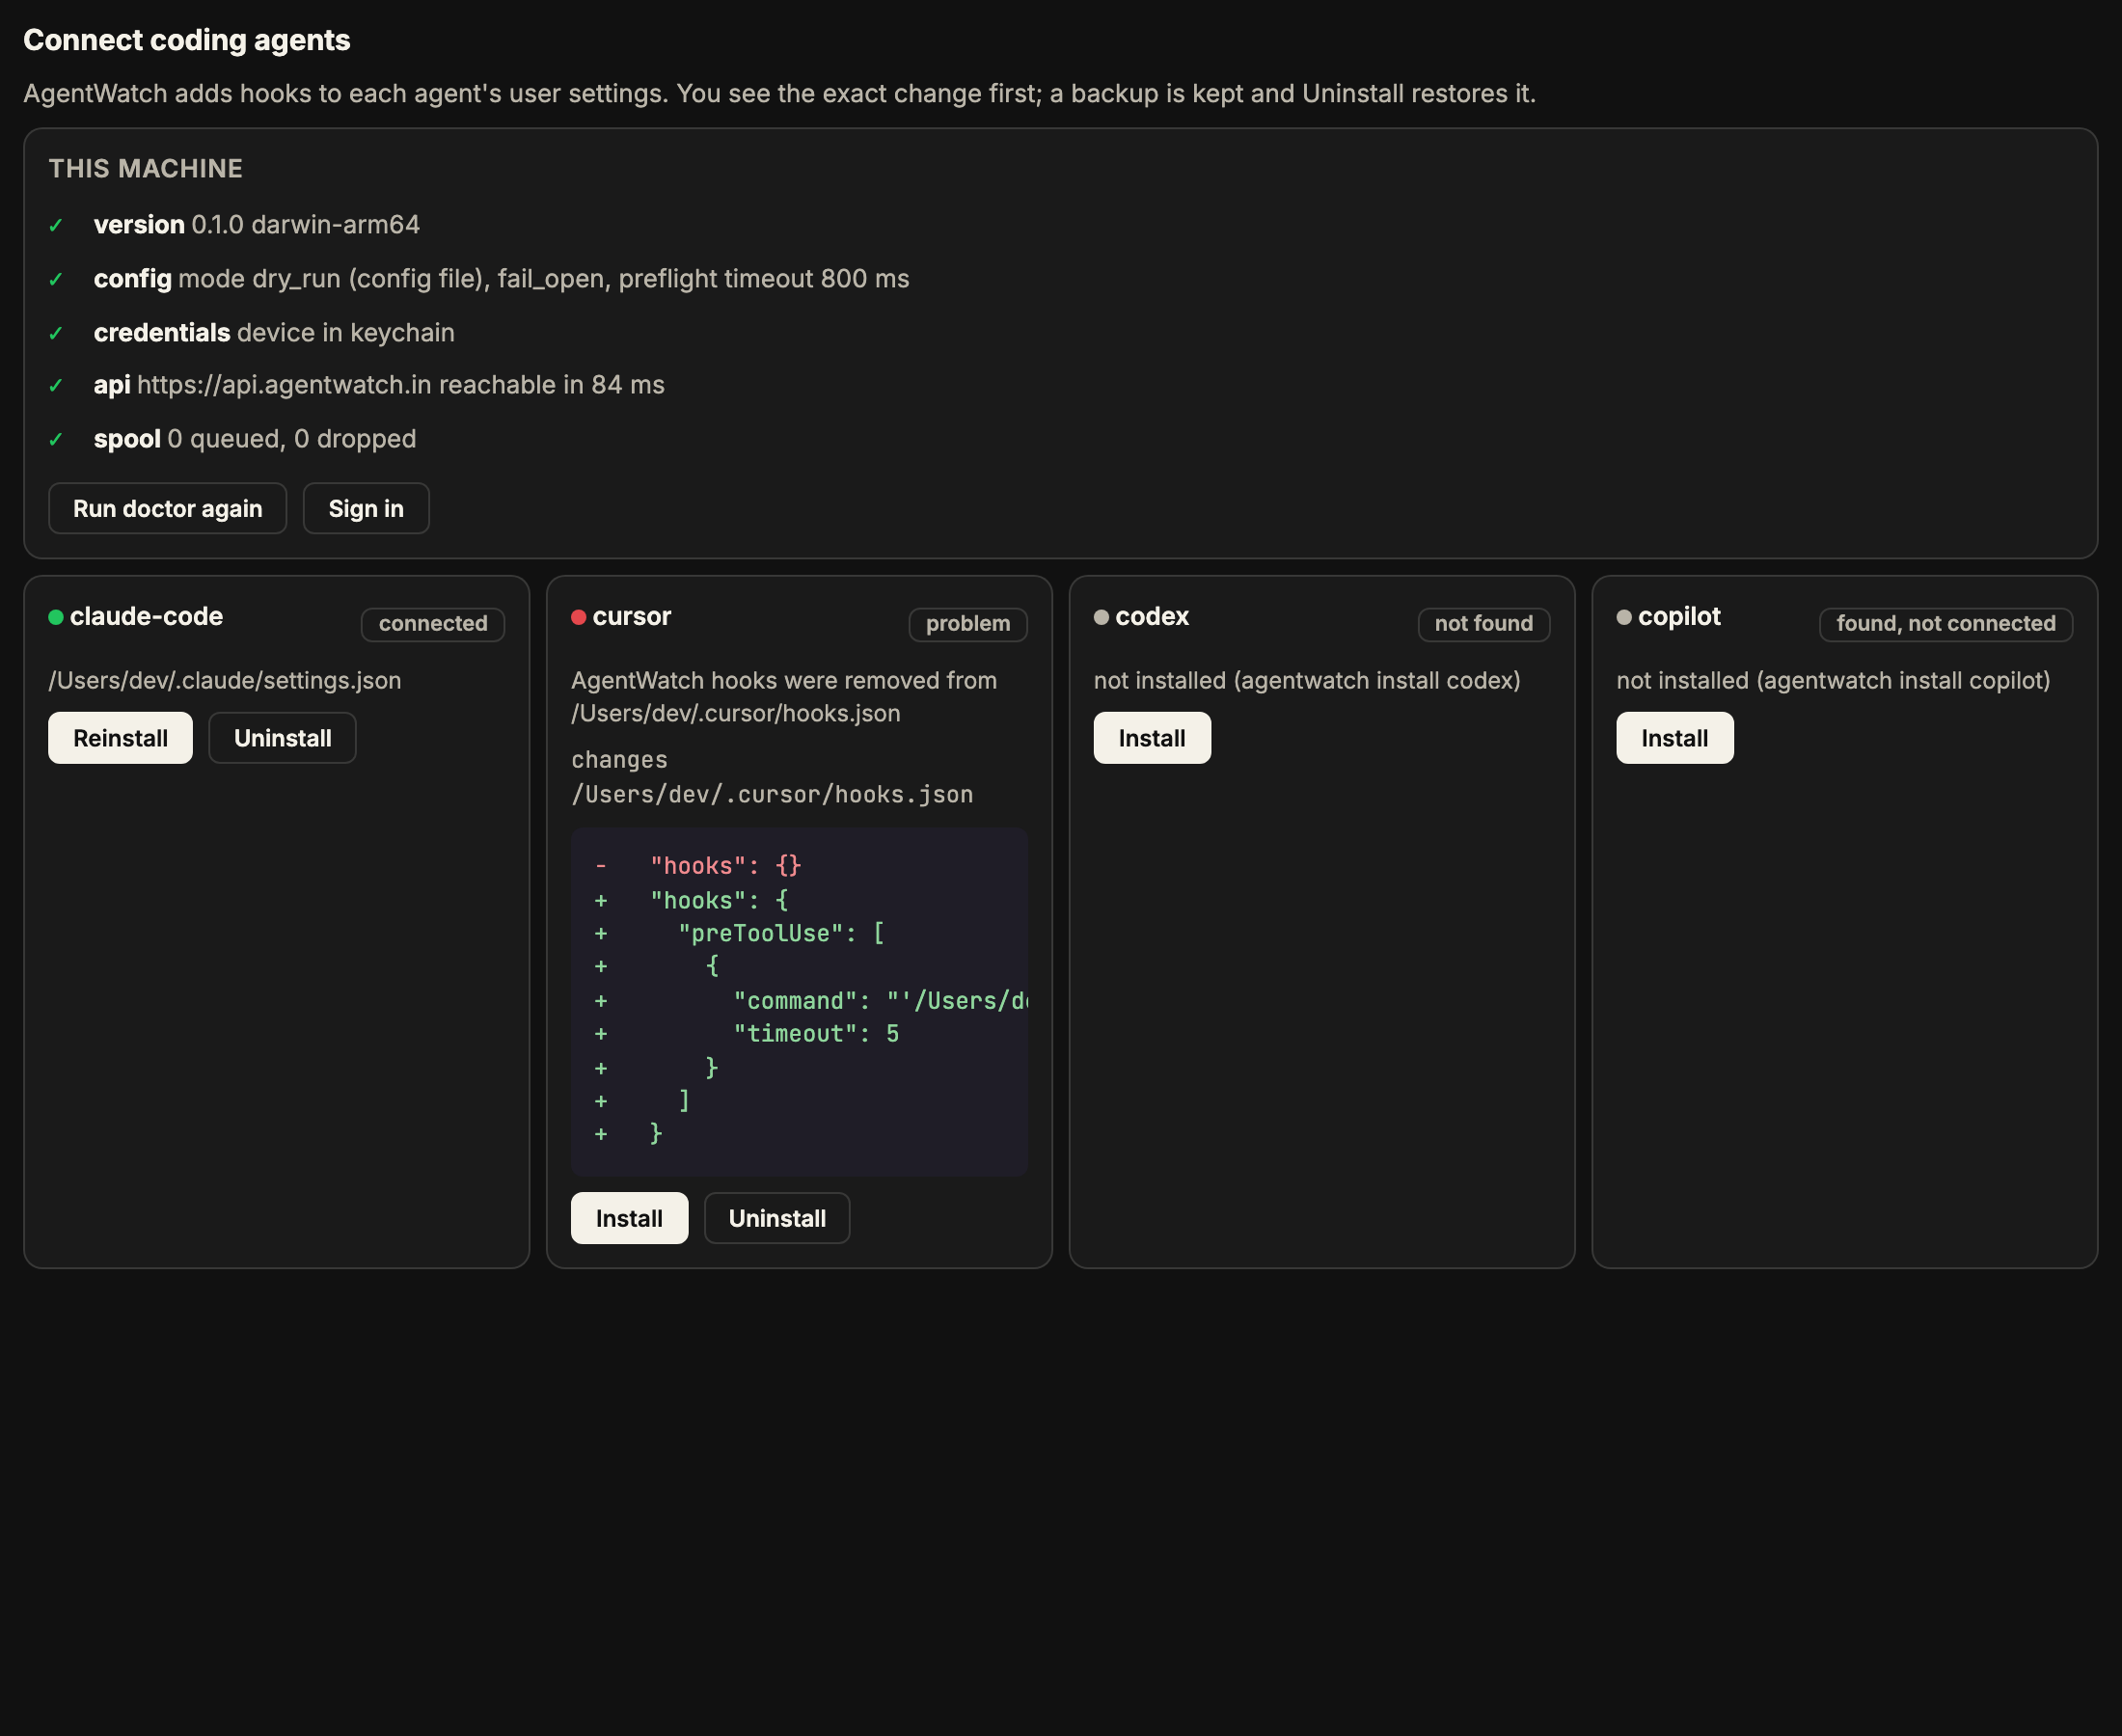 Connect coding agents
AgentWatch adds hooks to each agent's user settings. You see the exact change first; a backup is kept and Uninstall restores it.
THIS MACHINE
✓ version 0.1.0 darwin-arm64
✓ config mode dry_run (config file), fail_open, preflight timeout 800 ms
✓ credentials device in keychain
✓ api https://api.agentwatch.in reachable in 84 ms
✓ spool 0 queued, 0 dropped
Run doctor again Sign in
claude-code connected
/Users/dev/.claude/settings.json
Reinstall Uninstall
cursor problem
AgentWatch hooks were removed from
/Users/dev/.cursor/hooks.json
changes
/Users/dev/.cursor/hooks.json
-   "hooks": {}
+   "hooks": {
+     "preToolUse": [
+       {
+         "command": "'/Users/de
+         "timeout": 5
+       }
+     ]
+   }
Install Uninstall
codex not found
not installed (agentwatch install codex)
Install
copilot found, not connected
not installed (agentwatch install copilot)
Install